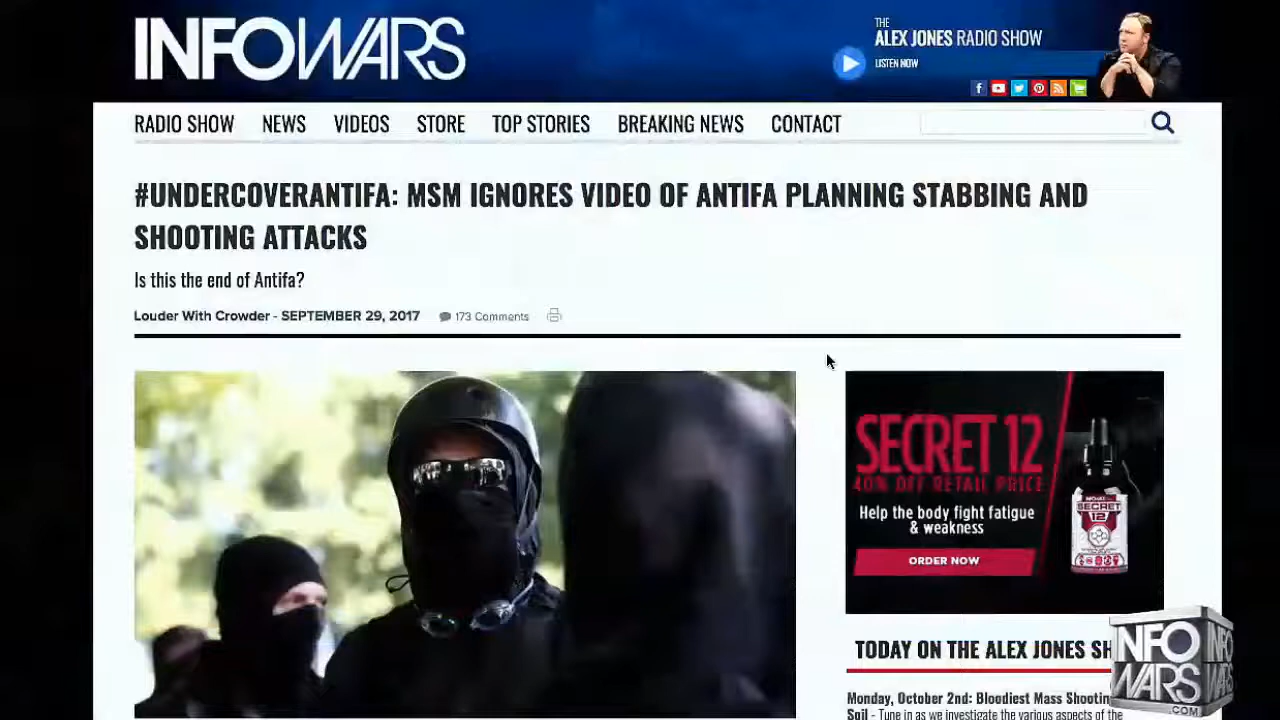 INFOWARS
THE
ALEX JONES RADIO SHOW
LISTEN NOW
RADIO SHOW NEWS VIDEOS STORE TOP STORIES BREAKING NEWS CONTACT
#UNDERCOVERANTIFA: MSM IGNORES VIDEO OF ANTIFA PLANNING STABBING AND
SHOOTING ATTACKS
Is this the end of Antifa?
Louder With Crowder - SEPTEMBER 29, 2017 173 Comments
SECRET 12
40% OFF RETAIL PRICE
Help the body fight fatigue
& weakness
ORDER NOW
SECRET
12
TODAY ON THE ALEX JONES SH
Monday, October 2nd: Bloodiest Mass Shootin
Soil - Tune in as we investigate the various aspects of the
INFO
WARS
.COM